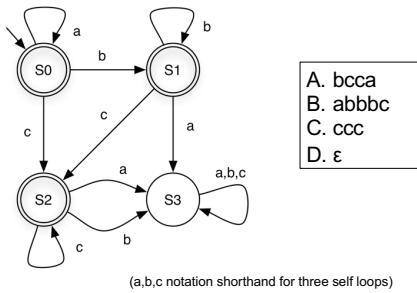 a
b
S0
b
S1
c
c
a
A. bcca
B. abbbc
C. ccc
D. ε
S2
a
S3
a,b,c
b
c
(a,b,c notation shorthand for three self loops)